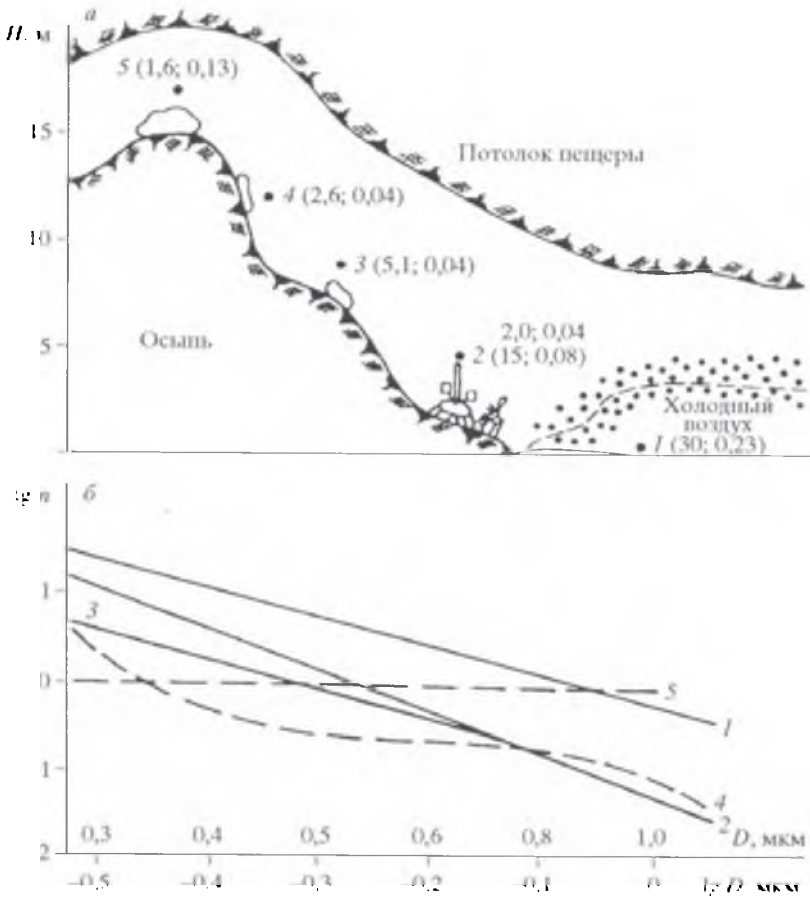 H, м
а
5 (1,6; 0,13)
15
Потолок пещеры
4 (2,6; 0,04)
10
3 (5,1; 0,04)
2,0; 0,04
5
Осыпь
2 (15; 0,08)
Холодный
воздух
1 (30; 0,23)
n
б
1
3
0
5
1
1
4
2
0,3
0,4
0,5
0,6
0,8
1,0
D, мкм
2
–0,5
–0,4
–0,3
–0,2
–0,1
0
lg D, мкм